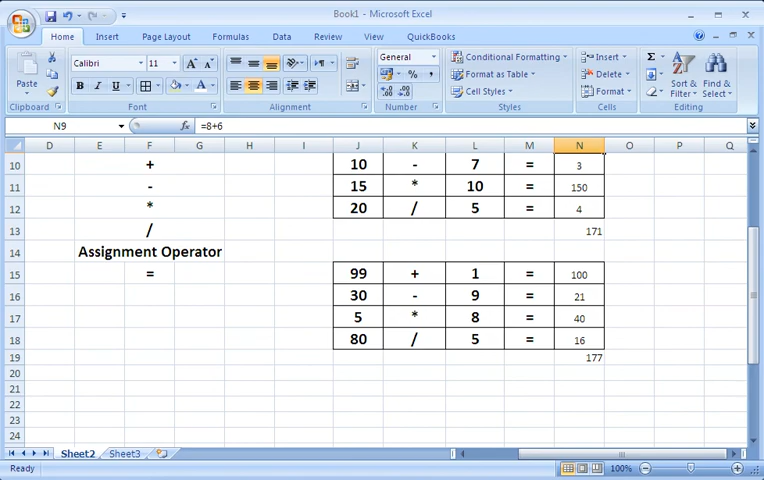 Book1 - Microsoft Excel
Home Insert Page Layout Formulas Data Review View QuickBooks
Paste
Clipboard
Calibri 11 A A
B I U A
Font
Alignment
General
% ,
Number
Conditional Formatting
Format as Table
Cell Styles
Styles
Insert
Delete
Format
Cells
Σ
Sort & Filter
Find & Select
Editing
N9 fx =8+6
D E F G H I J K L M N O P Q
10 + 10 - 7 = 3
11 - 15 * 10 = 150
12 * 20 / 5 = 4
13 / 171
14 Assignment Operator
15 = 99 + 1 = 100
16 30 - 9 = 21
17 5 * 8 = 40
18 80 / 5 = 16
19 177
20
21
22
23
24
Sheet2 Sheet3
Ready 100%